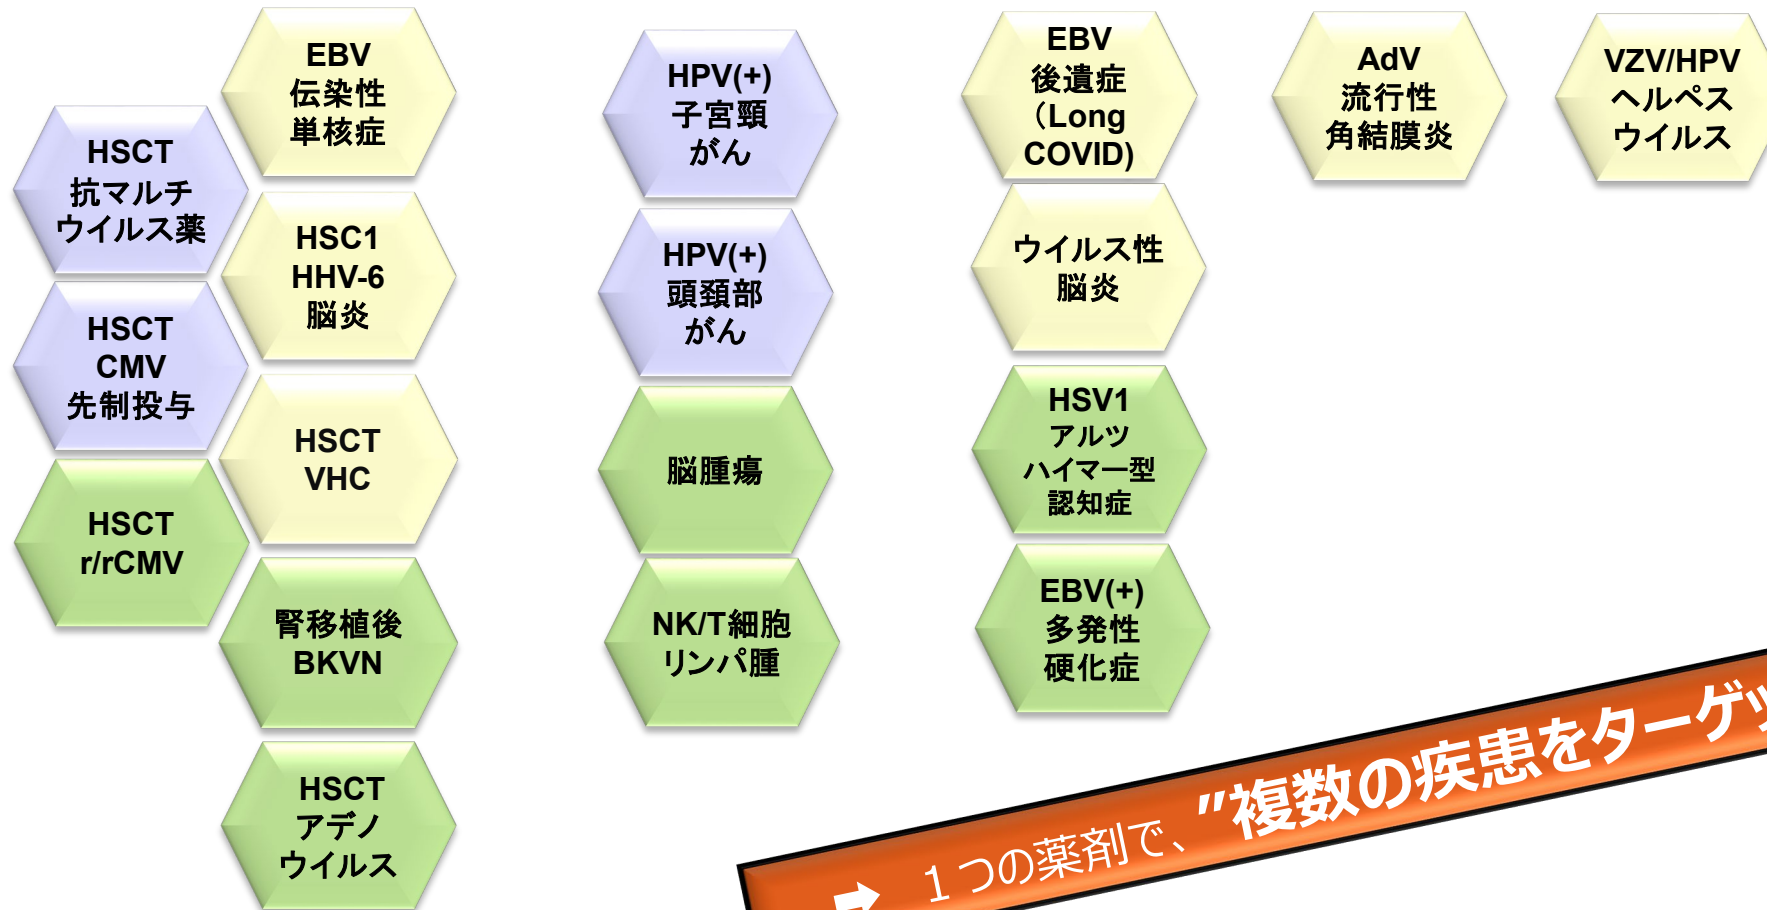 EBV
伝染性
単核症
HSCT
抗マルチ
ウイルス薬
HSC1
HHV-6
脳炎
HSCT
CMV
先制投与
HSCT
VHC
HSCT
r/rCMV
腎移植後
BKVN
HSCT
アデノ
ウイルス
HPV(+)
子宮頸
がん
HPV(+)
頭頚部
がん
脳腫瘍
NK/T細胞
リンパ腫
EBV
後遺症
（Long
COVID)
ウイルス性
脳炎
HSV1
アルツ
ハイマー型
認知症
EBV(+)
多発性
硬化症
AdV
流行性
角結膜炎
VZV/HPV
ヘルペス
ウイルス
１つの薬剤で、"複数の疾患をターゲッ